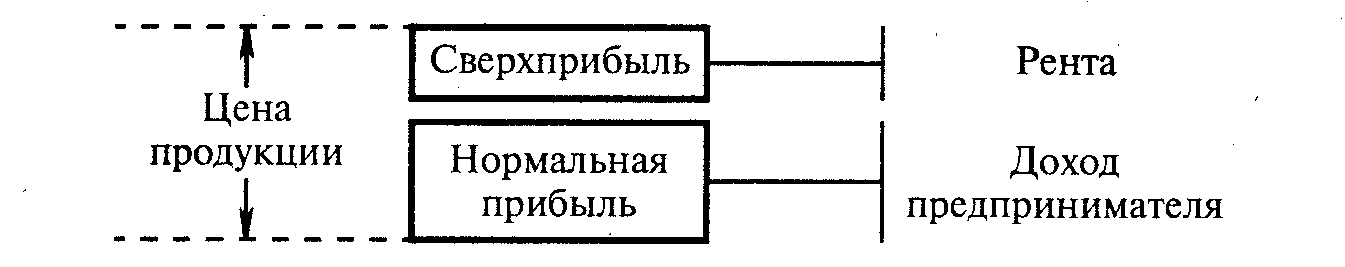 Сверхприбыль
Рента
Цена
продукции
Нормальная
прибыль
Доход
предпринимателя